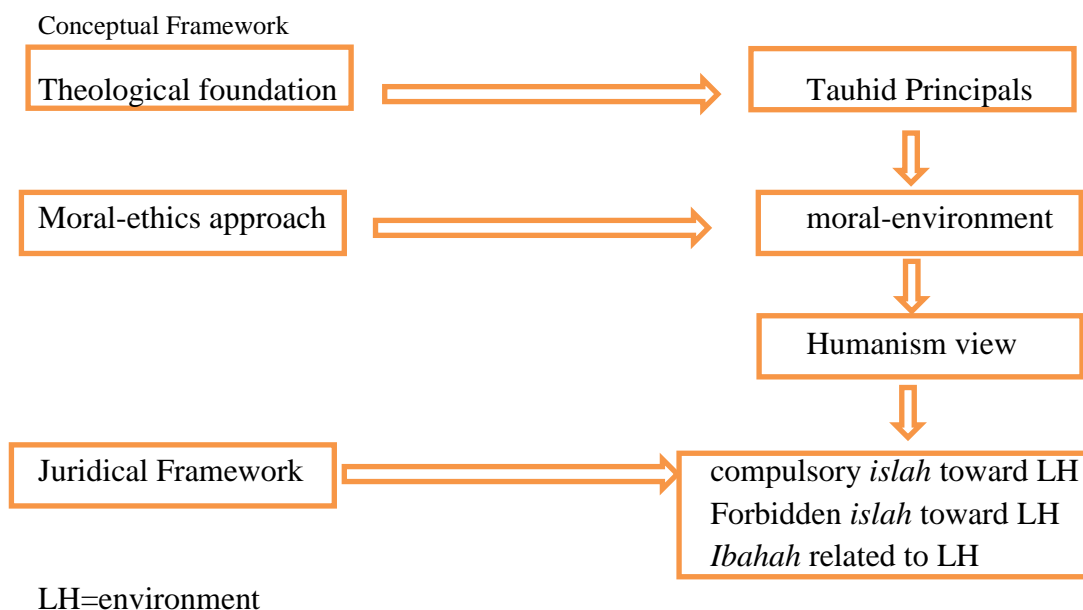 Conceptual Framework
Theological foundation
Tauhid Principals
Moral-ethics approach
moral-environment
Humanism view
Juridical Framework
compulsory islah toward LH
Forbidden islah toward LH
Ibahah related to LH
LH=environment